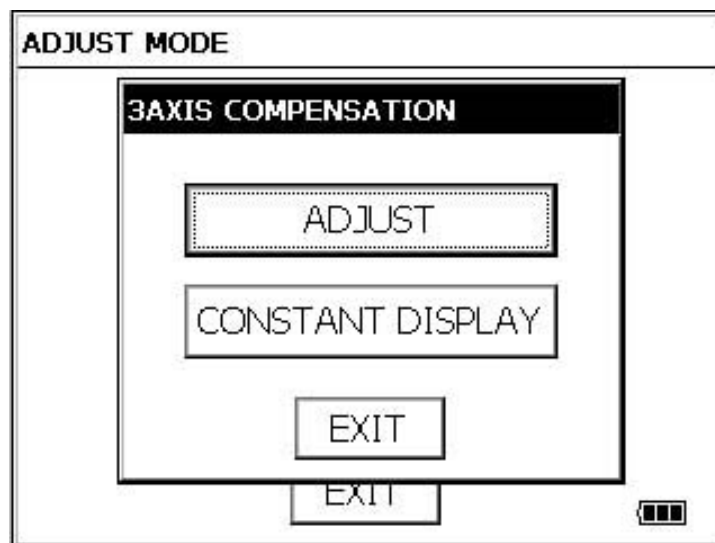 ADJUST MODE
3AXIS COMPENSATION
ADJUST
CONSTANT DISPLAY
EXIT
EXIT